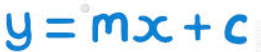 y = mx + c